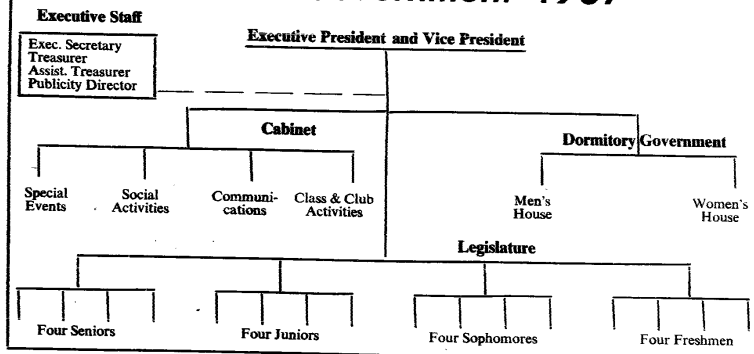 Executive Staff
Exec. Secretary
Treasurer
Assist. Treasurer
Publicity Director
Executive President and Vice President
Cabinet
Dormitory Government
Special
Events
Social
Activities
Communi-
cations
Class & Club
Activities
Men's
House
Women's
House
Legislature
Four Seniors
Four Juniors
Four Sophomores
Four Freshmen